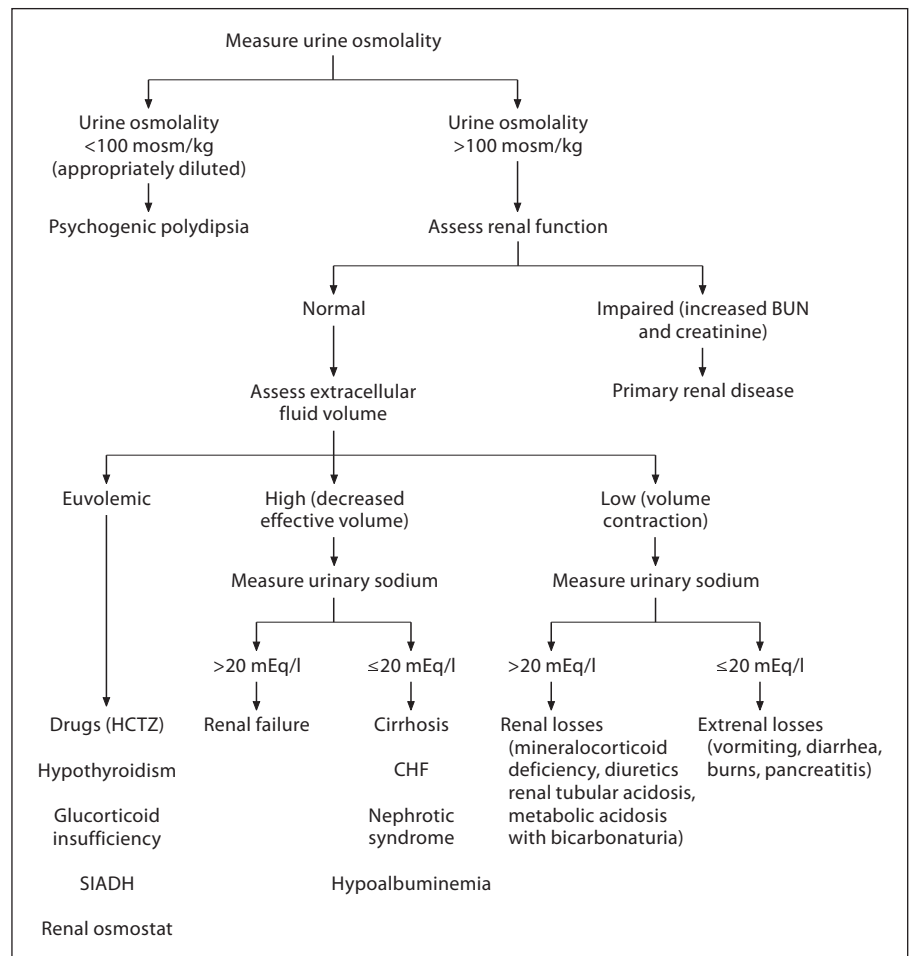 Measure urine osmolality
Urine osmolality
<100 mosm/kg
(appropriately diluted)
Urine osmolality
>100 mosm/kg
Psychogenic polydipsia
Assess renal function
Normal
Impaired (increased BUN
and creatinine)
Assess extracellular
fluid volume
Primary renal disease
Euvolemic
High (decreased
effective volume)
Low (volume
contraction)
Measure urinary sodium
Measure urinary sodium
>20 mEq/l
≤20 mEq/l
>20 mEq/l
≤20 mEq/l
Drugs (HCTZ)
Hypothyroidism
Glucorticoid
insufficiency
SIADH
Renal osmostat
Renal failure
Cirrhosis
CHF
Nephrotic
syndrome
Hypoalbuminemia
Renal losses
(mineralocorticoid
deficiency, diuretics
renal tubular acidosis,
metabolic acidosis
with bicarbonaturia)
Extrenal losses
(vomiting, diarrhea,
burns, pancreatitis)